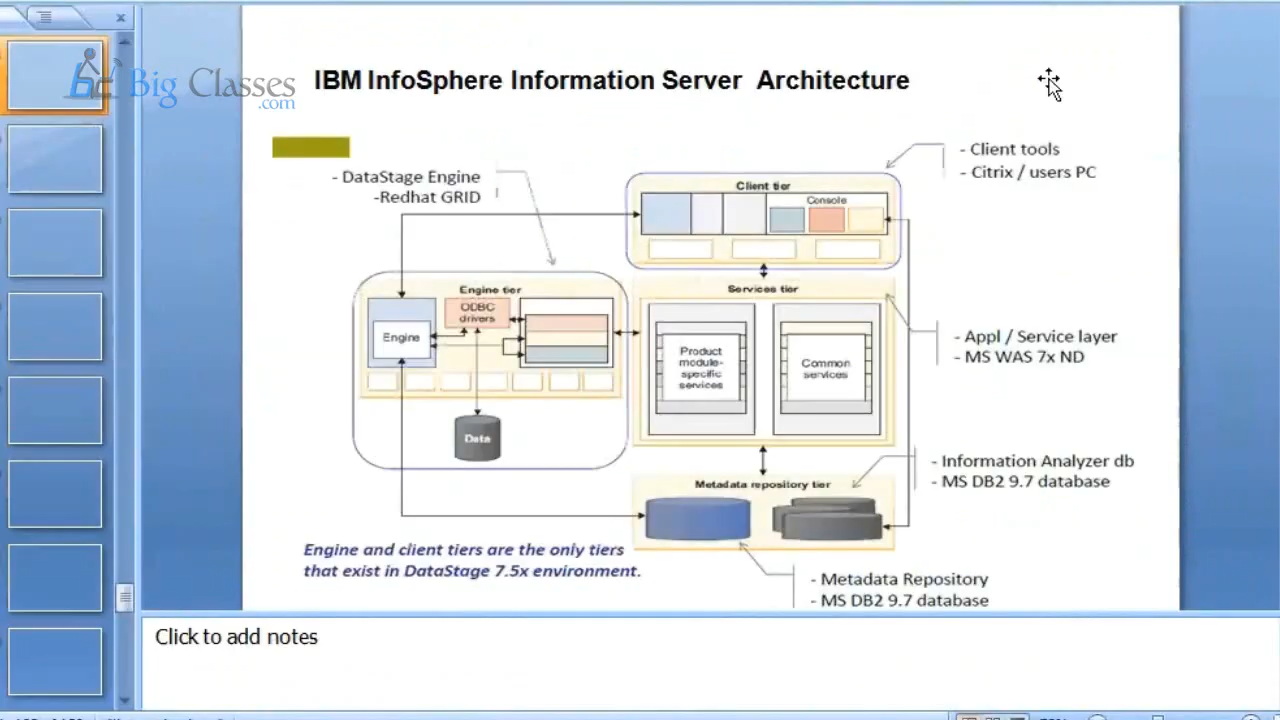 Big Classes
.com
IBM InfoSphere Information Server Architecture
- DataStage Engine
-Redhat GRID
- Client tools
- Citrix / users PC
Client tier
Console
Engine tier
ODBC
drivers
Engine
Data
Services tier
Product
module-
specific
services
Common
services
- Appl / Service layer
- MS WAS 7x ND
Metadata repository tier
- Information Analyzer db
- MS DB2 9.7 database
Engine and client tiers are the only tiers
that exist in DataStage 7.5x environment.
- Metadata Repository
- MS DB2 9.7 database
Click to add notes